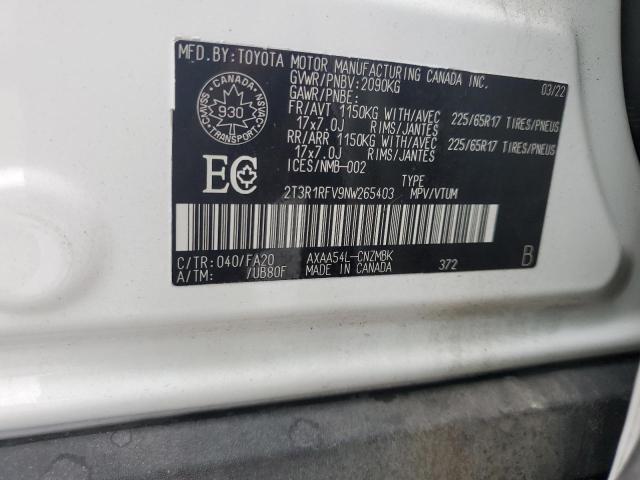 MFD.BY:TOYOTA MOTOR MANUFACTURING CANADA INC.
GVWR/PNBV:2090KG 03/22
GAWR/PNBE:
FR/AVT 1150KG WITH/AVEC 225/65R17 TIRES/PNEUS
17x7.0J RIMS/JANTES
RR/ARR 1150KG WITH/AVEC 225/65R17 TIRES/PNEUS
17x7.0J RIMS/JANTES
ICES/NMB-002
CANADA
930
EC
TYPE
2T3R1RFV9NW265403 MPV/VTUM
C/TR:040/FA20 AXAA54L-CNZMBK
A/TM: /UB80F MADE IN CANADA 372 B